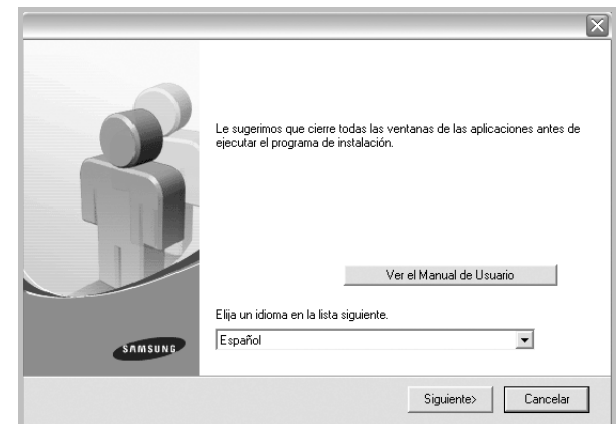 Le sugerimos que cierre todas las ventanas de las aplicaciones antes de
ejecutar el programa de instalación.
Ver el Manual de Usuario
Elija un idioma en la lista siguiente.
Español
SAMSUNG
Siguiente>
Cancelar